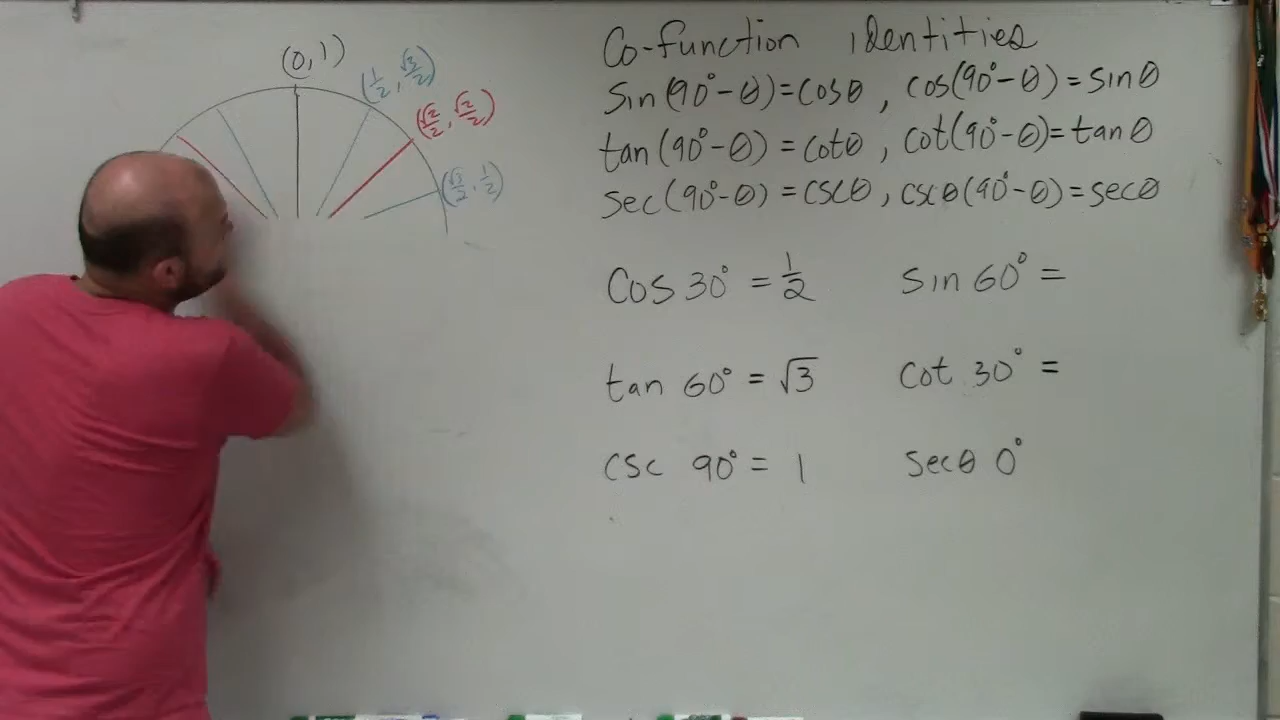 (0,1)
(1/2, √3/2)
(√2/2, √2/2)
(√3/2, 1/2)
Co-function identities
sin(90°-θ)=cosθ, cos(90°-θ)=sinθ
tan(90°-θ)=cotθ, cot(90°-θ)=tanθ
sec(90°-θ)=cscθ, cscθ(90°-θ)=secθ
Cos 30° = 1/2 sin 60° =
tan 60° = √3 cot 30° =
csc 90° = 1 secθ 0°